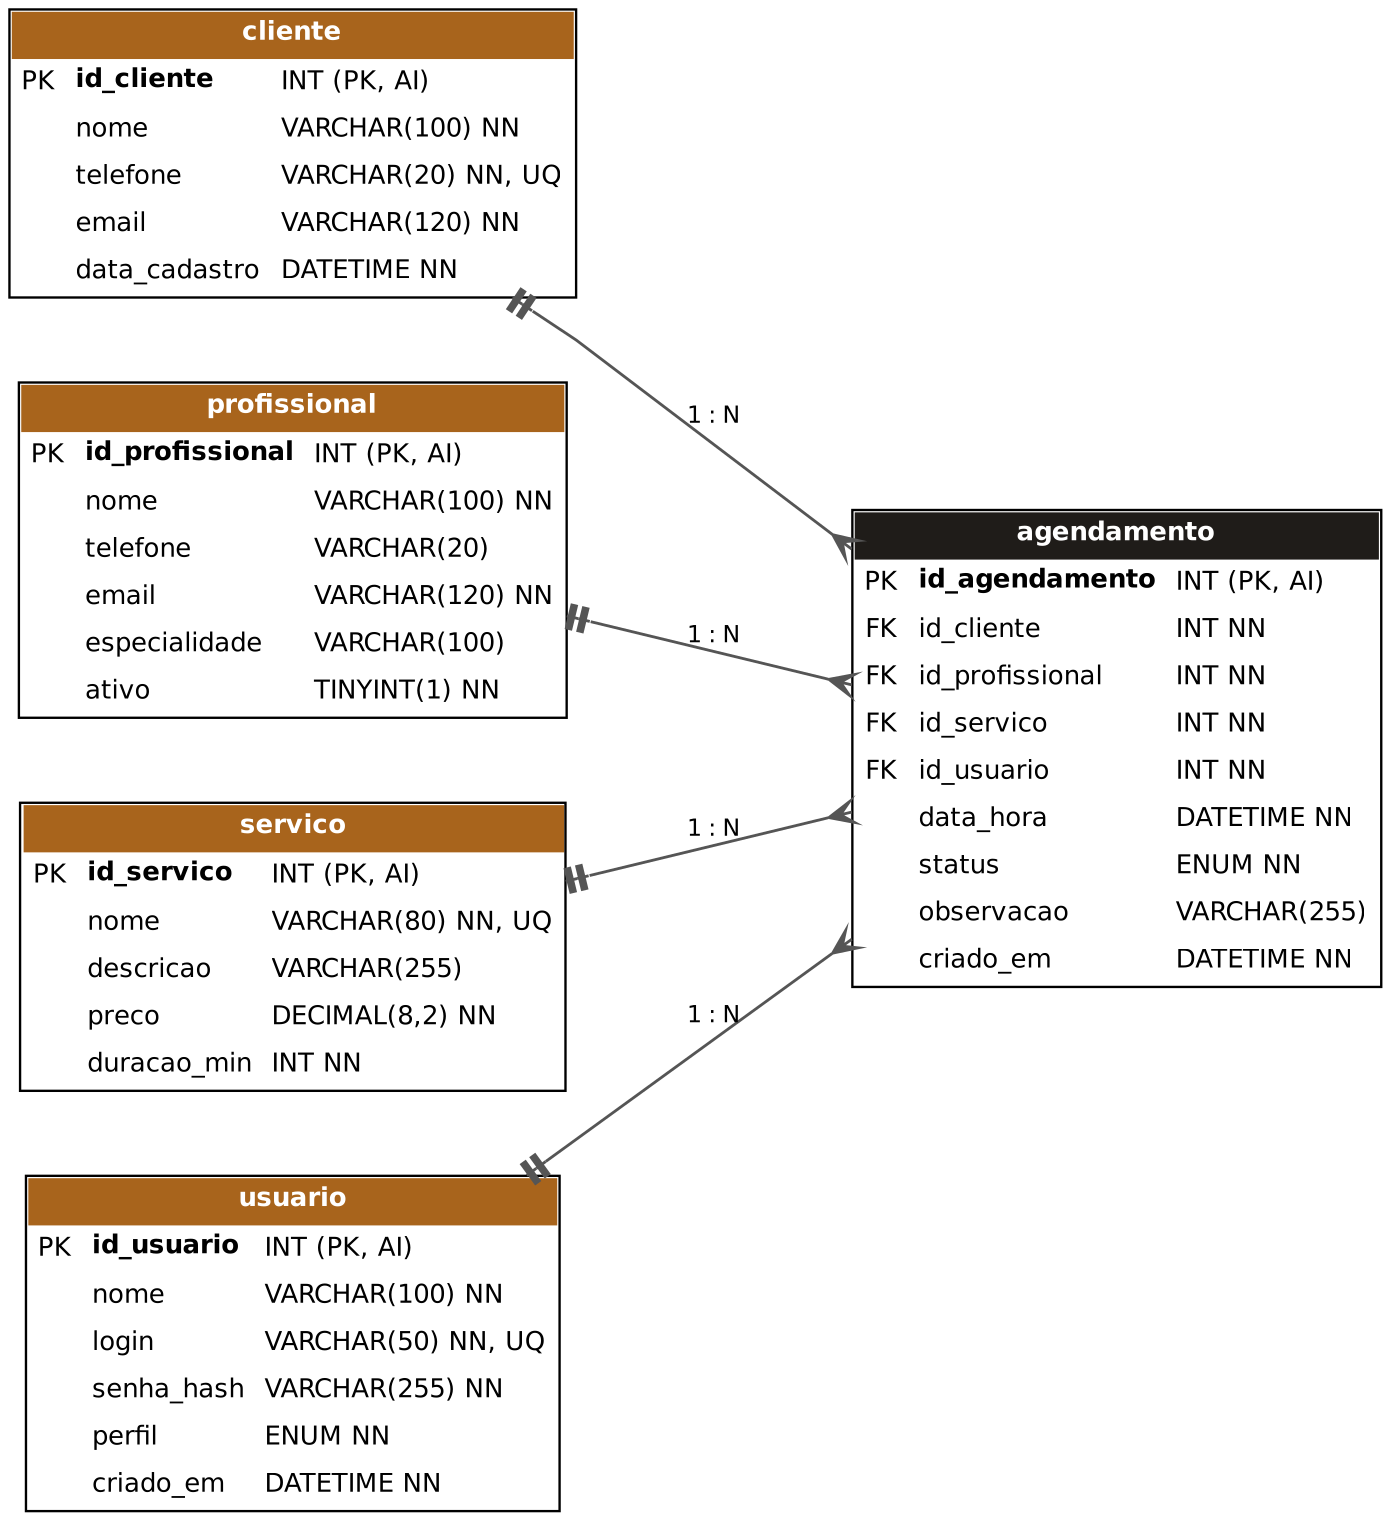 cliente
PK id_cliente INT (PK, AI)
nome VARCHAR(100) NN
telefone VARCHAR(20) NN, UQ
email VARCHAR(120) NN
data_cadastro DATETIME NN
1 : N
profissional
PK id_profissional INT (PK, AI)
nome VARCHAR(100) NN
telefone VARCHAR(20)
email VARCHAR(120) NN
especialidade VARCHAR(100)
ativo TINYINT(1) NN
1 : N
servico
PK id_servico INT (PK, AI)
nome VARCHAR(80) NN, UQ
descricao VARCHAR(255)
preco DECIMAL(8,2) NN
duracao_min INT NN
1 : N
usuario
PK id_usuario INT (PK, AI)
nome VARCHAR(100) NN
login VARCHAR(50) NN, UQ
senha_hash VARCHAR(255) NN
perfil ENUM NN
criado_em DATETIME NN
1 : N
agendamento
PK id_agendamento INT (PK, AI)
FK id_cliente INT NN
FK id_profissional INT NN
FK id_servico INT NN
FK id_usuario INT NN
data_hora DATETIME NN
status ENUM NN
observacao VARCHAR(255)
criado_em DATETIME NN